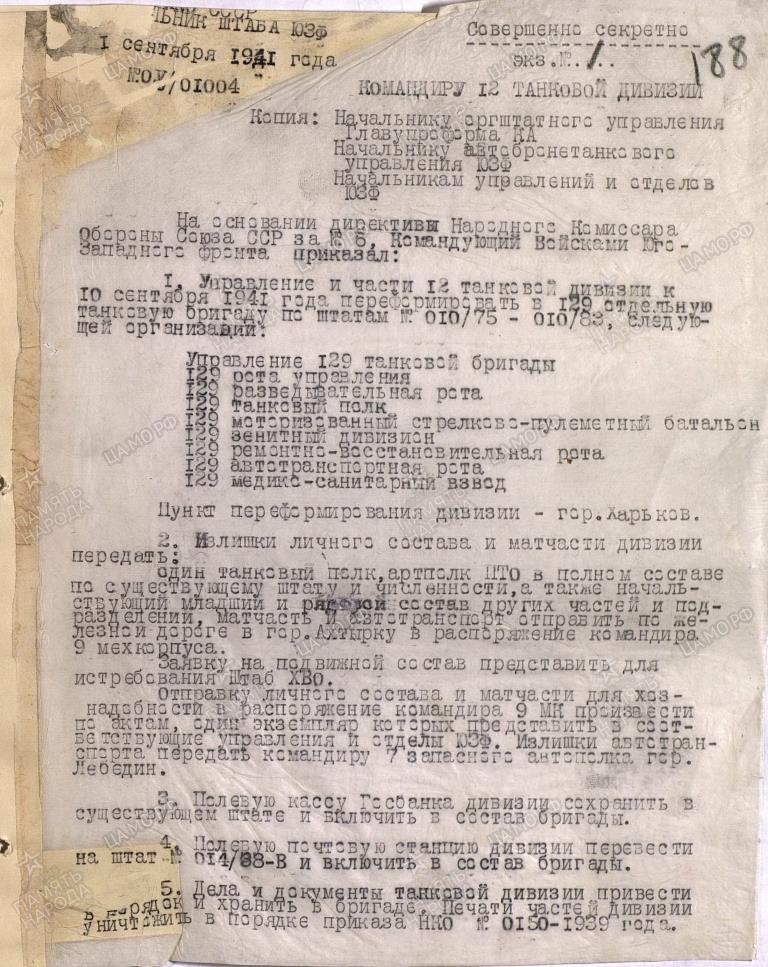 ЛЬНИК ШТАБА ЮЗФ
1 сентября 1941 года
№ОУ/01004
Совершенно секретно
экз.№ 1..
188
КОМАНДИРУ 12 ТАНКОВОЙ ДИВИЗИИ
Копия: Начальнику оргштатного управления
Главупроформа КА
Начальнику автобронетанкового
управления ЮЗФ
Начальникам управлений и отделов
ЮЗФ
На основании директивы Народного Комиссара
Обороны Союза ССР за № 6, Командующий Войсками Юго-
Западного фронта приказал:
1. Управление и части 12 танковой дивизии к
10 сентября 1941 года переформировать в 129 отдельную
танковую бригаду по штатам № 010/75 - 010/83, следую-
щей организации:
Управление 129 танковой бригады
129 рота управления
129 разведывательная рота
129 танковый полк
129 моторизованный стрелково-пулеметный батальон
129 зенитный дивизион
129 ремонтно-восстановительная рота
129 автотранспортная рота
129 медико-санитарный взвод
Пункт переформирования дивизии - гор.Харьков.
2. Излишки личного состава и матчасти дивизии
передать:
один танковый полк,артполк ПТО в полном составе
по существующему штату и численности,а также началь-
ствующий младший и рядовой состав других частей и под-
разделений, матчасть и автотранспорт отправить по же-
лезной дороге в гор.Ахтырку в распоряжение командира
9 мехкорпуса.
Заявку на подвижной состав представить для
истребования Штаб ХВО.
Отправку личного состава и матчасти для хоз-
надобности в распоряжение командира 9 МК произвести
по актам, один экземпляр которых представить в соот-
ветствующие управления и отделы ЮЗФ. Излишки автотран-
спорта передать командиру 7 запасного автополка гор.
Лебедин.
3. Полевую кассу Госбанка дивизии сохранить в
существующем штате и включить в состав бригады.
4. Полевую почтовую станцию дивизии перевести
на штат № 014/88-В и включить в состав бригады.
5. Дела и документы танковой дивизии привести
в порядок и хранить в бригаде. Печати частей дивизии
уничтожить в порядке приказа НКО № 0150-1939 года.
ПАМЯТЬ НАРОДА
ЦАМО РФ